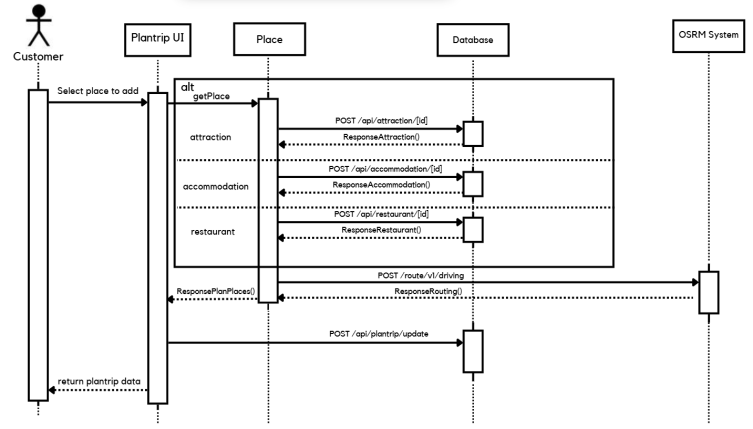 Customer
Plantrip UI
Place
Database
OSRM System
Select place to add
alt
getPlace
attraction
POST /api/attraction/[id]
ResponseAttraction()
accommodation
POST /api/accommodation/[id]
ResponseAccommodation()
restaurant
POST /api/restaurant/[id]
ResponseRestaurant()
POST /route/v1/driving
ResponsePlanPlaces()
ResponseRouting()
POST /api/plantrip/update
return plantrip data